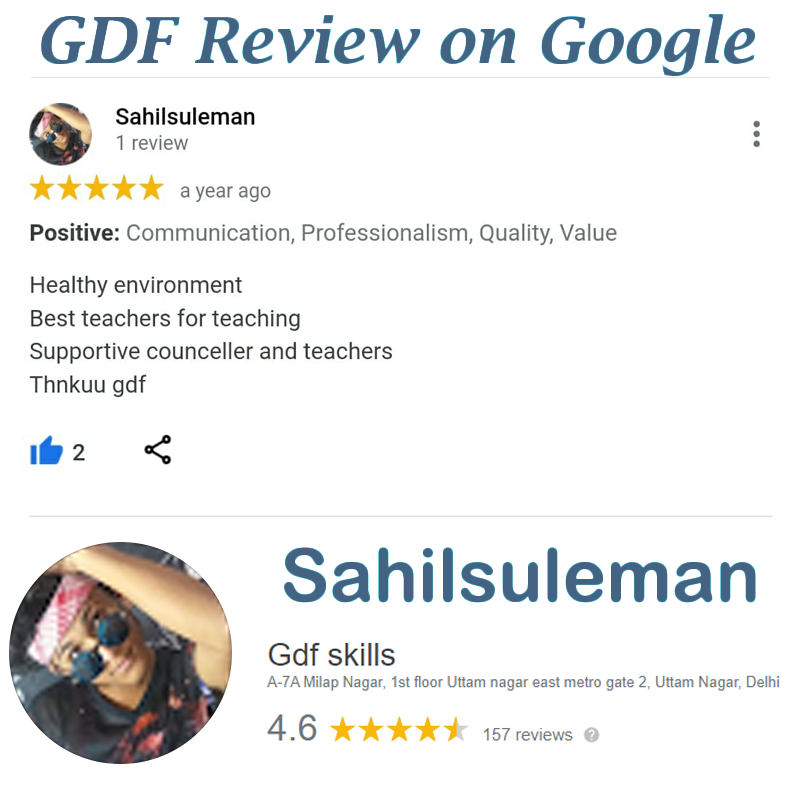 GDF Review on Google
Sahilsuleman
1 review
a year ago
Positive: Communication, Professionalism, Quality, Value
Healthy environment
Best teachers for teaching
Supportive counceller and teachers
Thnkuu gdf
2
Sahilsuleman
Gdf skills
A-7A Milap Nagar, 1st floor Uttam nagar east metro gate 2, Uttam Nagar, Delhi
4.6 157 reviews ?